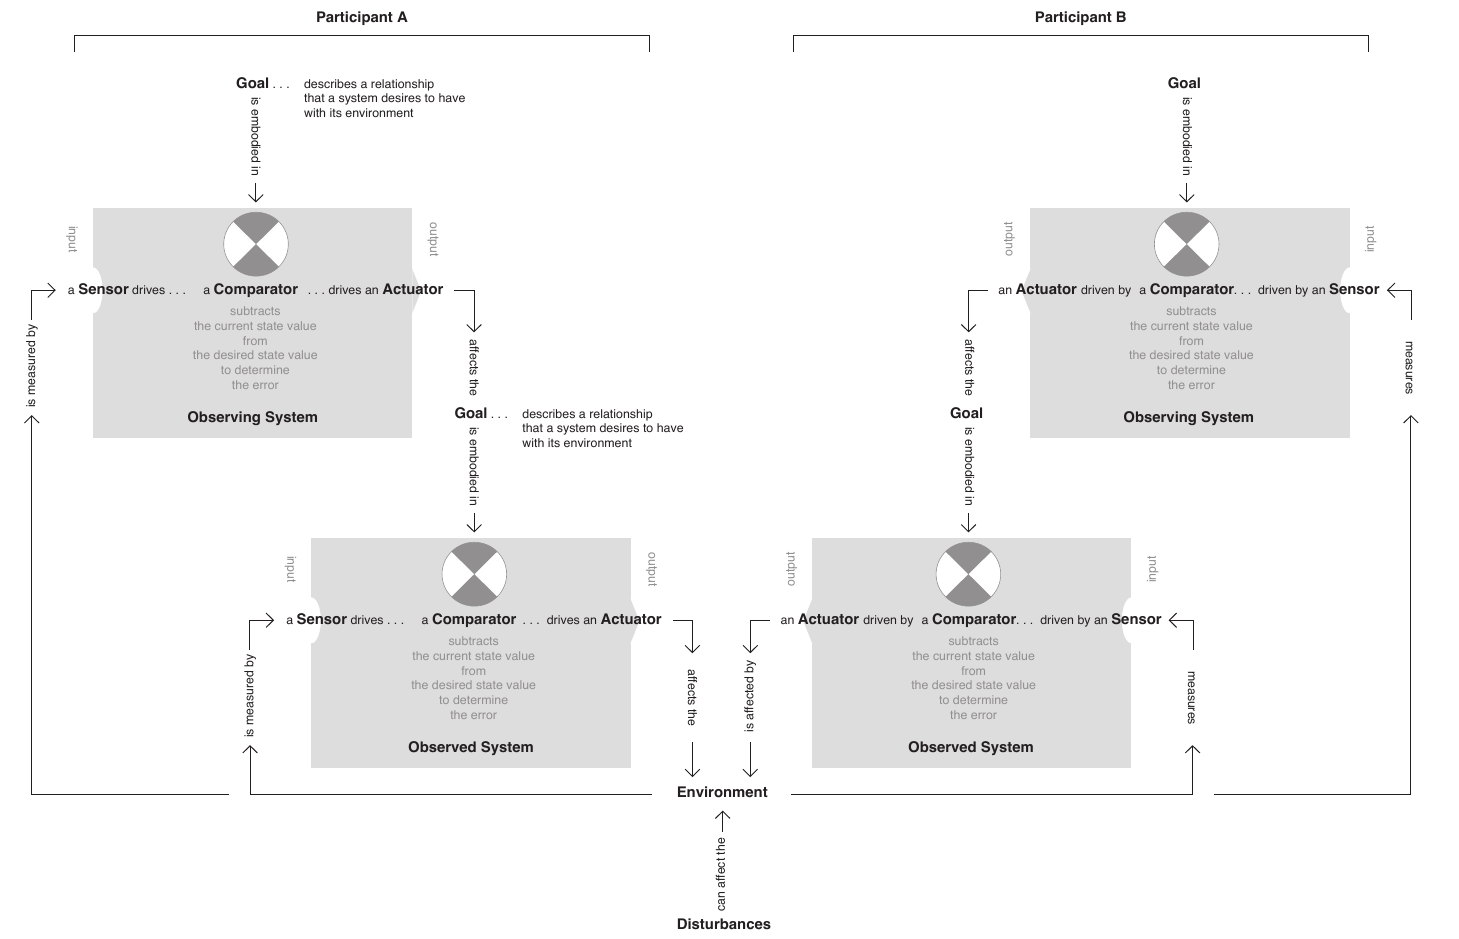 Participant A
Goal . . . describes a relationship
that a system desires to have
with its environment
is embodied in
input
output
a Sensor drives . . . a Comparator . . . drives an Actuator
subtracts
the current state value
from
the desired state value
to determine
the error
Observing System
is measured by
affects the
Goal . . . describes a relationship
that a system desires to have
with its environment
is embodied in
input
output
a Sensor drives . . . a Comparator . . . drives an Actuator
subtracts
the current state value
from
the desired state value
to determine
the error
Observed System
is measured by
affects the
Participant B
Goal
is embodied in
output
input
an Actuator driven by a Comparator. . . driven by an Sensor
subtracts
the current state value
from
the desired state value
to determine
the error
Observing System
affects the
measures
Goal
is embodied in
output
input
an Actuator driven by a Comparator. . . driven by an Sensor
subtracts
the current state value
from
the desired state value
to determine
the error
Observed System
is affected by
measures
Environment
can affect the
Disturbances